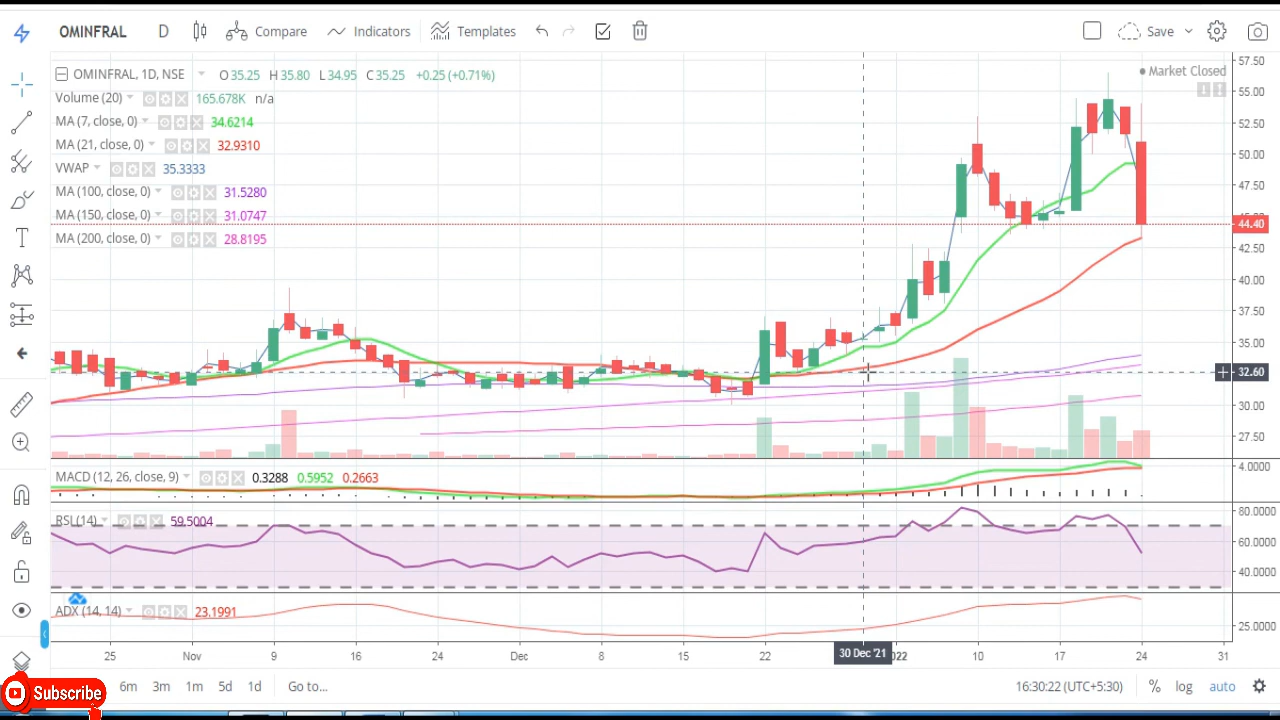 OMINFRAL D Compare Indicators Templates Save
OMINFRAL, 1D, NSE O35.25 H35.80 L34.95 C35.25 +0.25 (+0.71%)
Market Closed
Volume (20) 165.678K n/a
MA (7, close, 0) 34.6214
MA (21, close, 0) 32.9310
VWAP 35.3333
MA (100, close, 0) 31.5280
MA (150, close, 0) 31.0747
MA (200, close, 0) 28.8195
57.50
55.00
52.50
50.00
47.50
44.40
42.50
40.00
37.50
35.00
32.60
30.00
27.50
MACD (12, 26, close, 9) 0.3288 0.5952 0.2663
4.0000
RSI (14) 59.5004
80.0000
60.0000
40.0000
ADX (14, 14) 23.1991
25.0000
25 Nov 9 16 24 Dec 8 15 22 30 Dec '21 10 17 24 31
Subscribe
6m 3m 1m 5d 1d Go to... 16:30:22 (UTC+5:30) % log auto